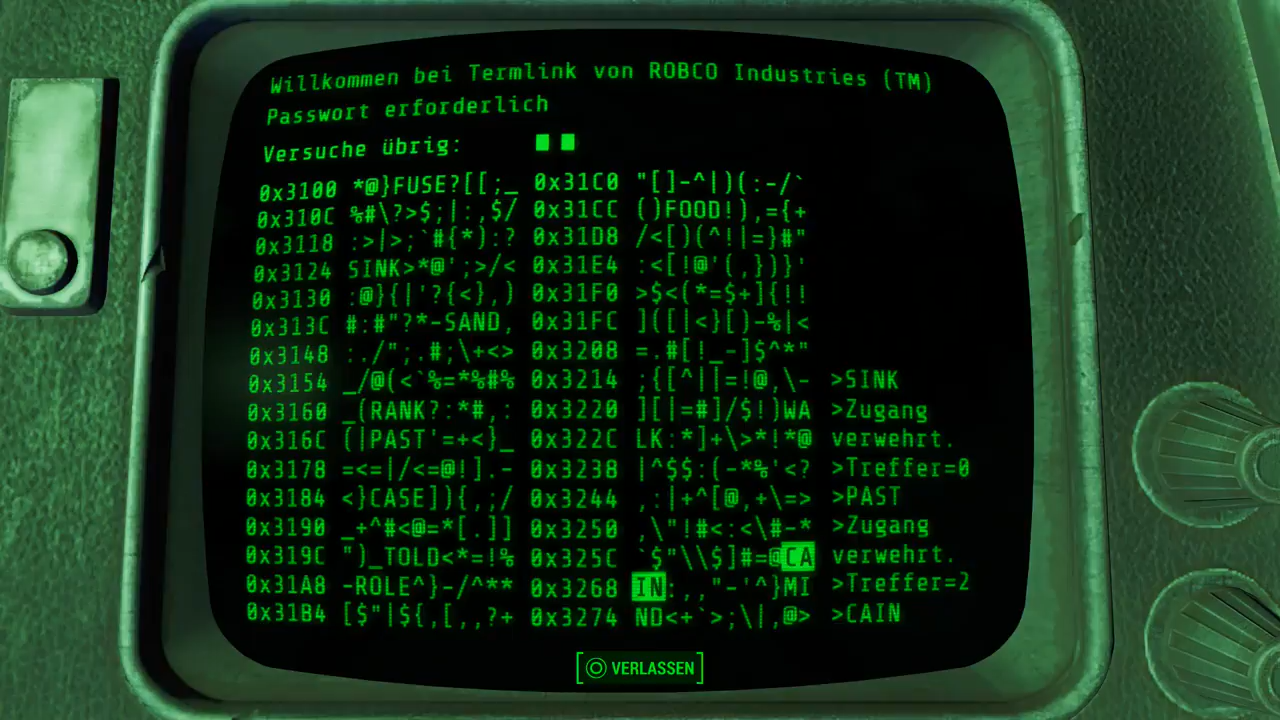 Willkommen bei Termlink von ROBCO Industries (TM)
Passwort erforderlich
Versuche übrig:
0x3100 *@}FUSE?[[;_ 0x31C0 "[]-^|)(:-/`
0x310C %#\?>$;|:,$/ 0x31CC ()FOOD!),={+
0x3118 :>|>;`#{*):? 0x31D8 /<[)(^!|=}#"
0x3124 SINK>*@';>/< 0x31E4 :<[!@'(,})}'
0x3130 :@}{|'?{<},) 0x31F0 >$<(*=$+]{!!
0x313C #:#"?*-SAND, 0x31FC ]([|<}[)-%|<
0x3148 :./";.#;\+<> 0x3208 =.#[!_-]$^*"
0x3154 _/@(<`%=*%#% 0x3214 ;{[^||=!@,\- >SINK
0x3160 _(RANK?:*#,: 0x3220 ][|=#]/$!)WA >Zugang
0x316C (|PAST'=+<}_ 0x322C LK:*]+\>*!*@ verwehrt.
0x3178 =<=|/<=@!].- 0x3238 |^$$:(-*%'<? >Treffer=0
0x3184 <}CASE]){,;/ 0x3244 ,:|+^[@,+\=> >PAST
0x3190 _+^#<@=*[.]] 0x3250 ,\"!#<:<\#-* >Zugang
0x319C ")_TOLD<*=!% 0x325C `$"\\$]#=@CA verwehrt.
0x31A8 -ROLE^}-/^** 0x3268 IN:,,"-'^}MI >Treffer=2
0x31B4 [$"|${,[,,?+ 0x3274 ND<+`>;\|,@> >CAIN
VERLASSEN